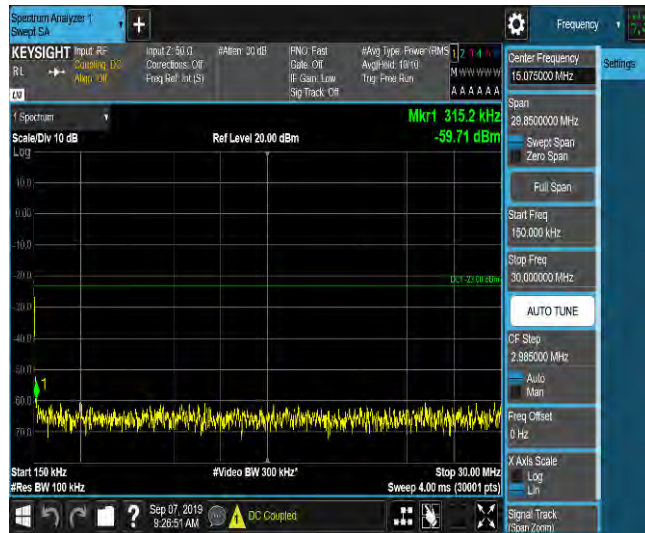 Spectrum Analyzer 1
Swept SA
+
Frequency
KEYSIGHT
RL
LV
Input: RF
Coupling: DC
Align: Off
Input Z: 50 Ω
Corrections: Off
Freq Ref: Int (S)
#Atten: 30 dB
PNO: Fast
Gate: Off
IF Gain: Low
Sig Track: Off
#Avg Type: Power (RMS
Avg|Hold: 10/10
Trig: Free Run
1 2 3 4 5
M W W W W W
A A A A A A
1 Spectrum
Scale/Div 10 dB
Log
Ref Level 20.00 dBm
Mkr1 315.2 kHz
-59.71 dBm
10.0
0.00
-10.0
-20.0
-30.0
-40.0
-50.0
-60.0
-70.0
DL1 -23.00 dBm
1
Start 150 kHz
#Video BW 300 kHz*
Stop 30.00 MHz
#Res BW 100 kHz
Sweep 4.00 ms (30001 pts)
Center Frequency
15.075000 MHz
Settings
Span
29.8500000 MHz
Swept Span
Zero Span
Full Span
Start Freq
150.000 kHz
Stop Freq
30.000000 MHz
AUTO TUNE
CF Step
2.985000 MHz
Auto
Man
Freq Offset
0 Hz
X Axis Scale
Log
Lin
Signal Track
(Span Zoom)
?
Sep 07, 2019
9:26:51 AM
DC Coupled